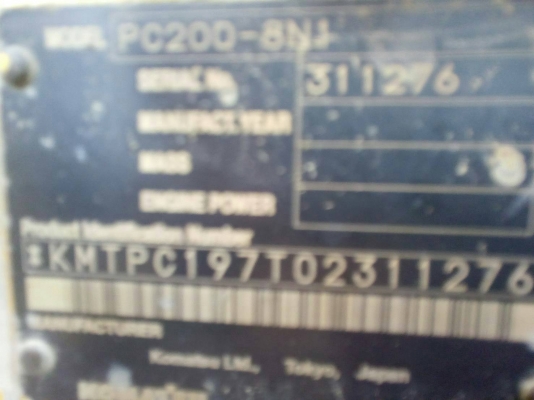 MODEL PC200-8N1
SERIAL No. 311276
MANUFACT.YEAR
MASS
ENGINE POWER
Product Identification Number
*KMTPC197T02311276
MANUFACTURER
Komatsu Ltd., Tokyo, Japan